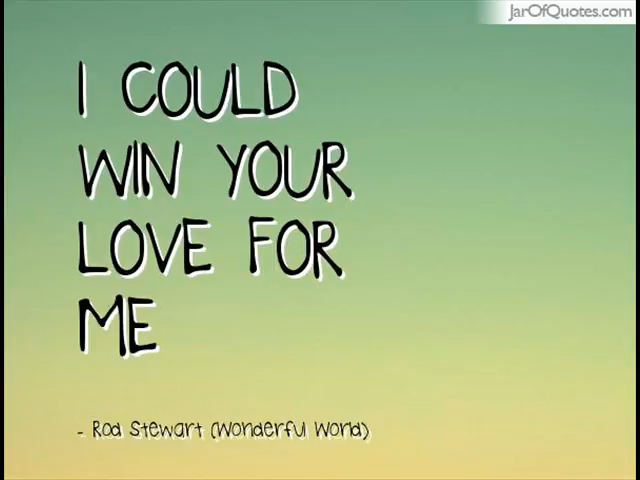 JarOfQuotes.com
I COULD
WIN YOUR
LOVE FOR
ME
- Rod Stewart (Wonderful World)